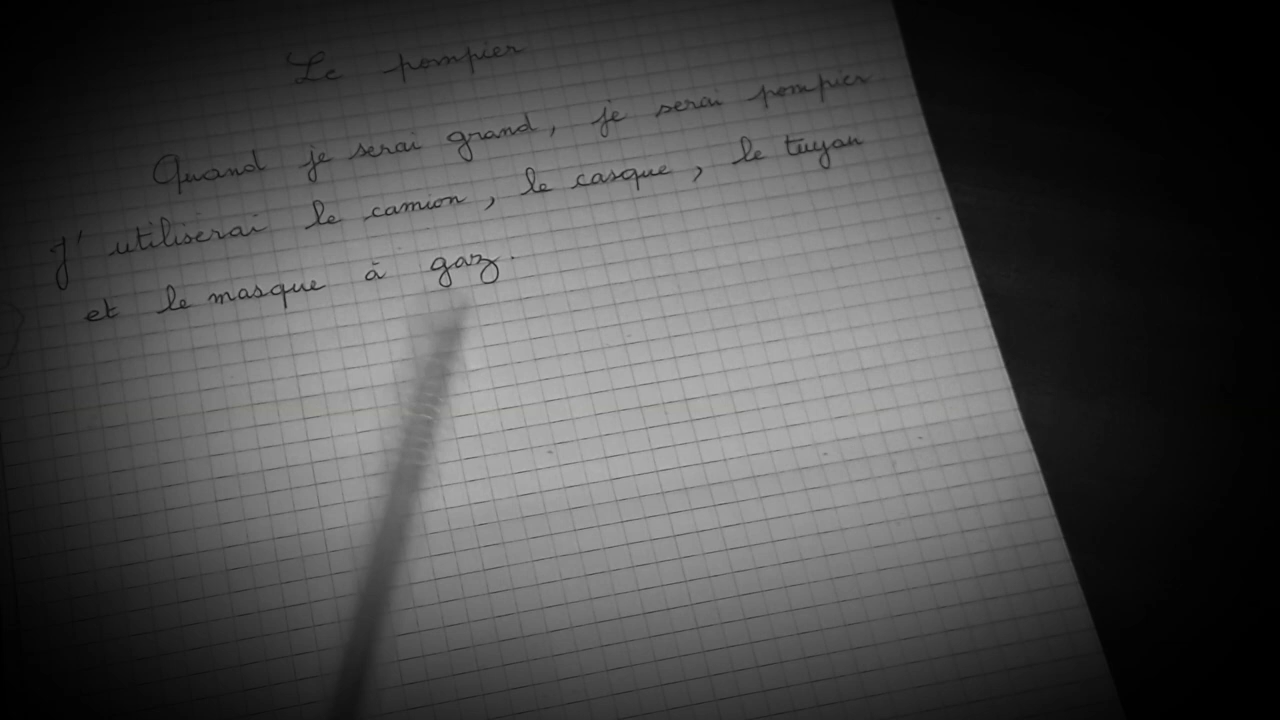 Le pompier
Quand je serai grand, je serai pompier
J'utiliserai le camion, le casque, le tuyau
et le masque à gaz.